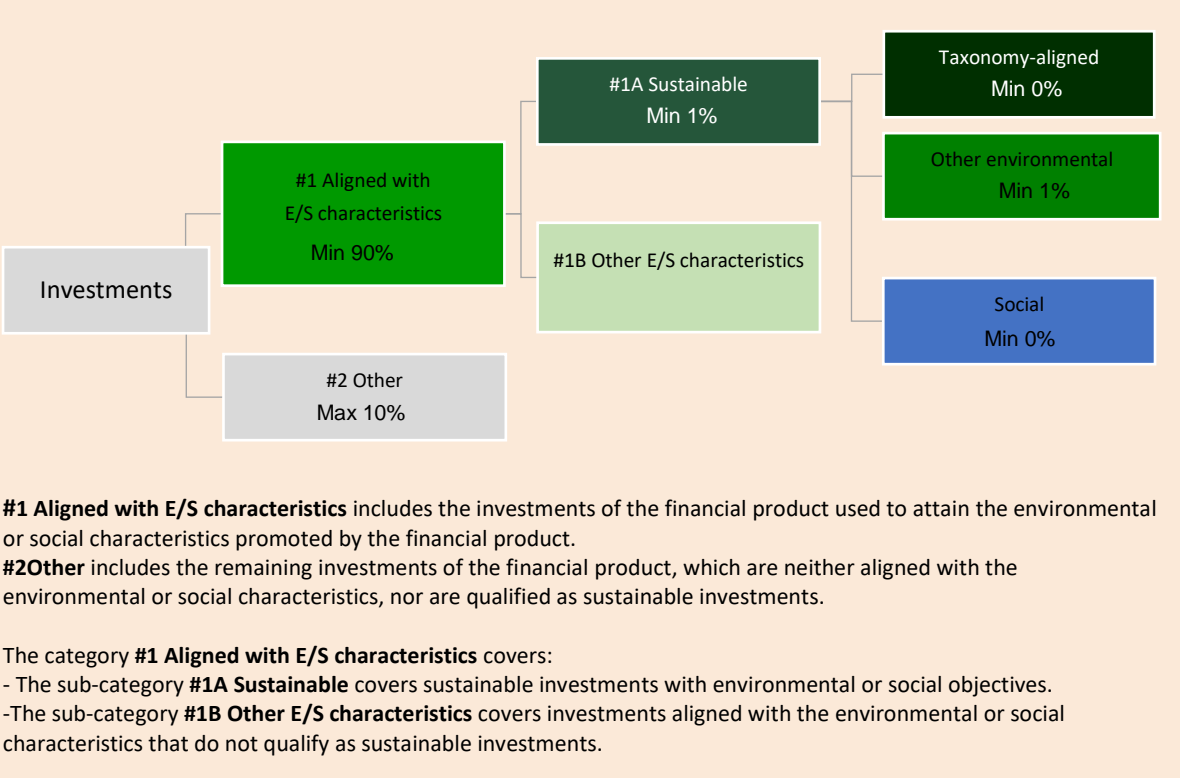 Investments
#1 Aligned with
E/S characteristics
Min 90%
#2 Other
Max 10%
#1A Sustainable
Min 1%
#1B Other E/S characteristics
Taxonomy-aligned
Min 0%
Other environmental
Min 1%
Social
Min 0%
#1 Aligned with E/S characteristics includes the investments of the financial product used to attain the environmental
or social characteristics promoted by the financial product.
#2Other includes the remaining investments of the financial product, which are neither aligned with the
environmental or social characteristics, nor are qualified as sustainable investments.
The category #1 Aligned with E/S characteristics covers:
- The sub-category #1A Sustainable covers sustainable investments with environmental or social objectives.
-The sub-category #1B Other E/S characteristics covers investments aligned with the environmental or social
characteristics that do not qualify as sustainable investments.